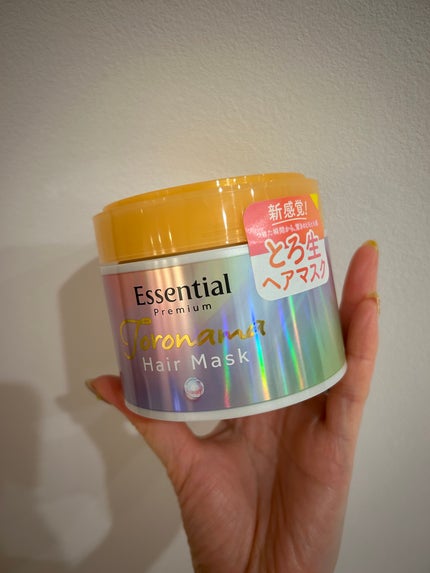 新感覚!
とろ生
ヘアマスク
Essential
Premium
Toronama
Hair Mask